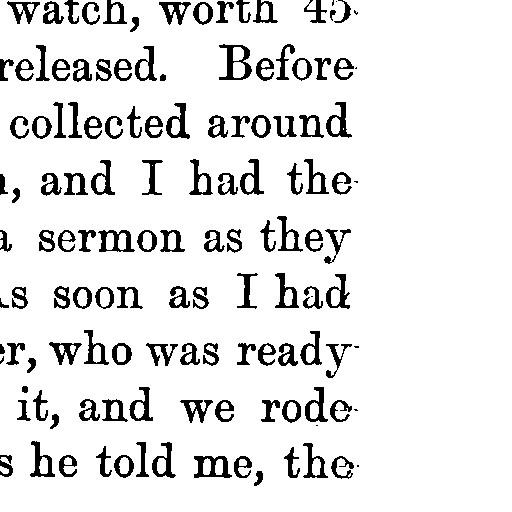 watch, worth 45
released. Before
collected around
, and I had the
a sermon as they
As soon as I had
er, who was ready
it, and we rode
s he told me, the